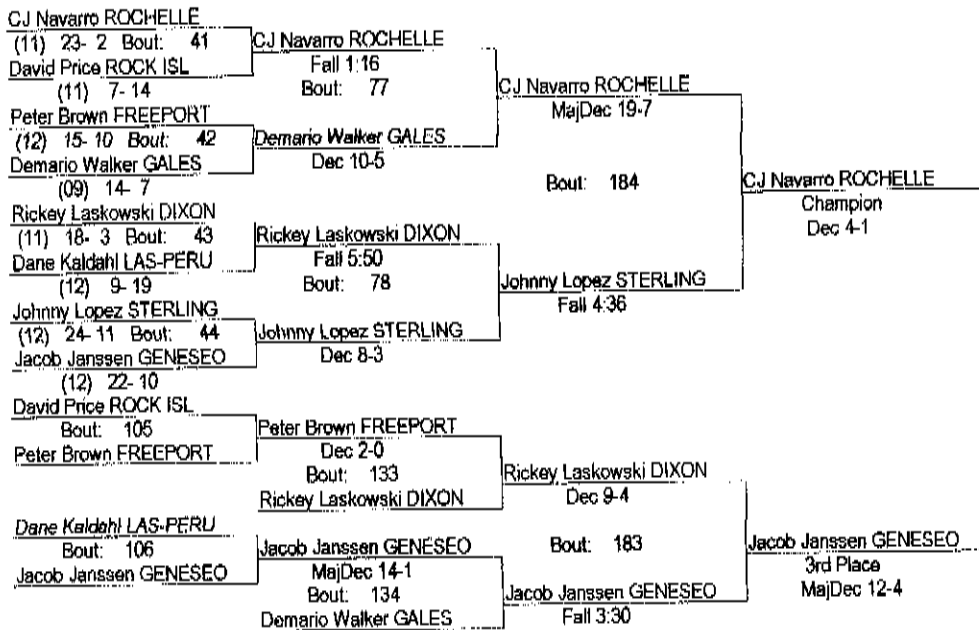 CJ Navarro ROCHELLE
(11) 23- 2 Bout: 41
David Price ROCK ISL
(11) 7- 14
Peter Brown FREEPORT
(12) 15- 10 Bout: 42
Demario Walker GALES
(09) 14- 7
Rickey Laskowski DIXON
(11) 18- 3 Bout: 43
Dane Kaldahl LAS-PERU
(12) 9- 19
Johnny Lopez STERLING
(12) 24- 11 Bout: 44
Jacob Janssen GENESEO
(12) 22- 10
CJ Navarro ROCHELLE
Fall 1:16
Bout: 77
Demario Walker GALES
Dec 10-5
Rickey Laskowski DIXON
Fall 5:50
Bout: 78
Johnny Lopez STERLING
Dec 8-3
CJ Navarro ROCHELLE
MajDec 19-7
Bout: 184
Johnny Lopez STERLING
Fall 4:36
CJ Navarro ROCHELLE
Champion
Dec 4-1
David Price ROCK ISL
Bout: 105
Peter Brown FREEPORT
Dane Kaldahl LAS-PERU
Bout: 106
Jacob Janssen GENESEO
Peter Brown FREEPORT
Dec 2-0
Bout: 133
Rickey Laskowski DIXON
Jacob Janssen GENESEO
MajDec 14-1
Bout: 134
Demario Walker GALES
Rickey Laskowski DIXON
Dec 9-4
Bout: 183
Jacob Janssen GENESEO
Fall 3:30
Jacob Janssen GENESEO
3rd Place
MajDec 12-4